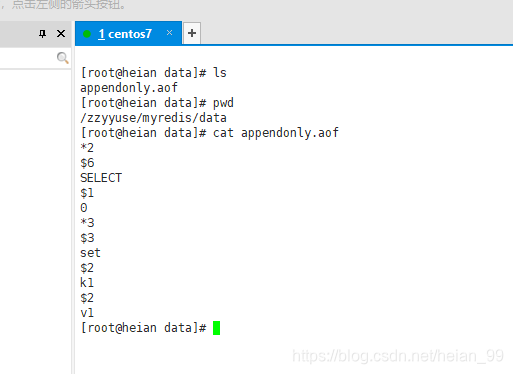 ，点击左侧的箭头按钮。
1 centos7
[root@heian data]# ls
appendonly.aof
[root@heian data]# pwd
/zzyyuse/myredis/data
[root@heian data]# cat appendonly.aof
*2
$6
SELECT
$1
0
*3
$3
set
$2
k1
$2
v1
[root@heian data]#
https://blog.csdn.net/heian_99